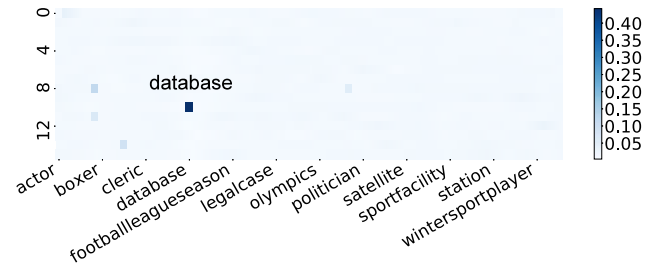 0
4
8
12
database
0.40
0.35
0.30
0.25
0.20
0.15
0.10
0.05
actor
boxer
cleric
database
footballleagueseason
legalcase
olympics
politician
satellite
sportfacility
station
wintersportplayer